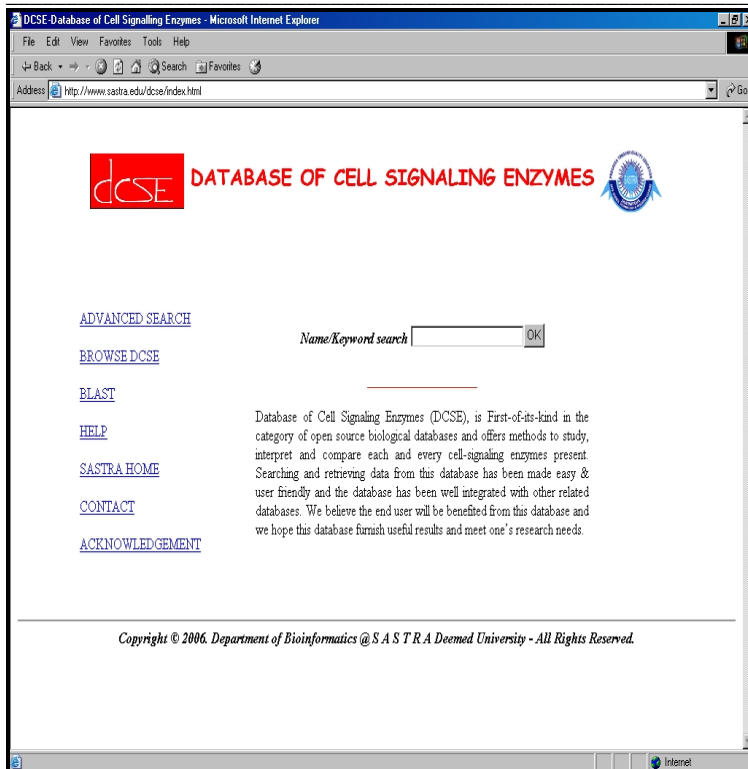 DCSE-Database of Cell Signalling Enzymes - Microsoft Internet Explorer
File Edit View Favorites Tools Help
Back Search Favorites
Address http://www.sastra.edu/dcse/index.html Go
dcSE DATABASE OF CELL SIGNALING ENZYMES
ADVANCED SEARCH
Name/Keyword search OK
BROWSE DCSE
BLAST
HELP
SASTRA HOME
CONTACT
ACKNOWLEDGEMENT
Database of Cell Signaling Enzymes (DCSE), is First-of-its-kind in the
category of open source biological databases and offers methods to study,
interpret and compare each and every cell-signaling enzymes present.
Searching and retrieving data from this database has been made easy &
user friendly and the database has been well integrated with other related
databases. We believe the end user will be benefited from this database and
we hope this database furnish useful results and meet one's research needs.
Copyright © 2006. Department of Bioinformatics @ S A S T R A Deemed University - All Rights Reserved.
Internet